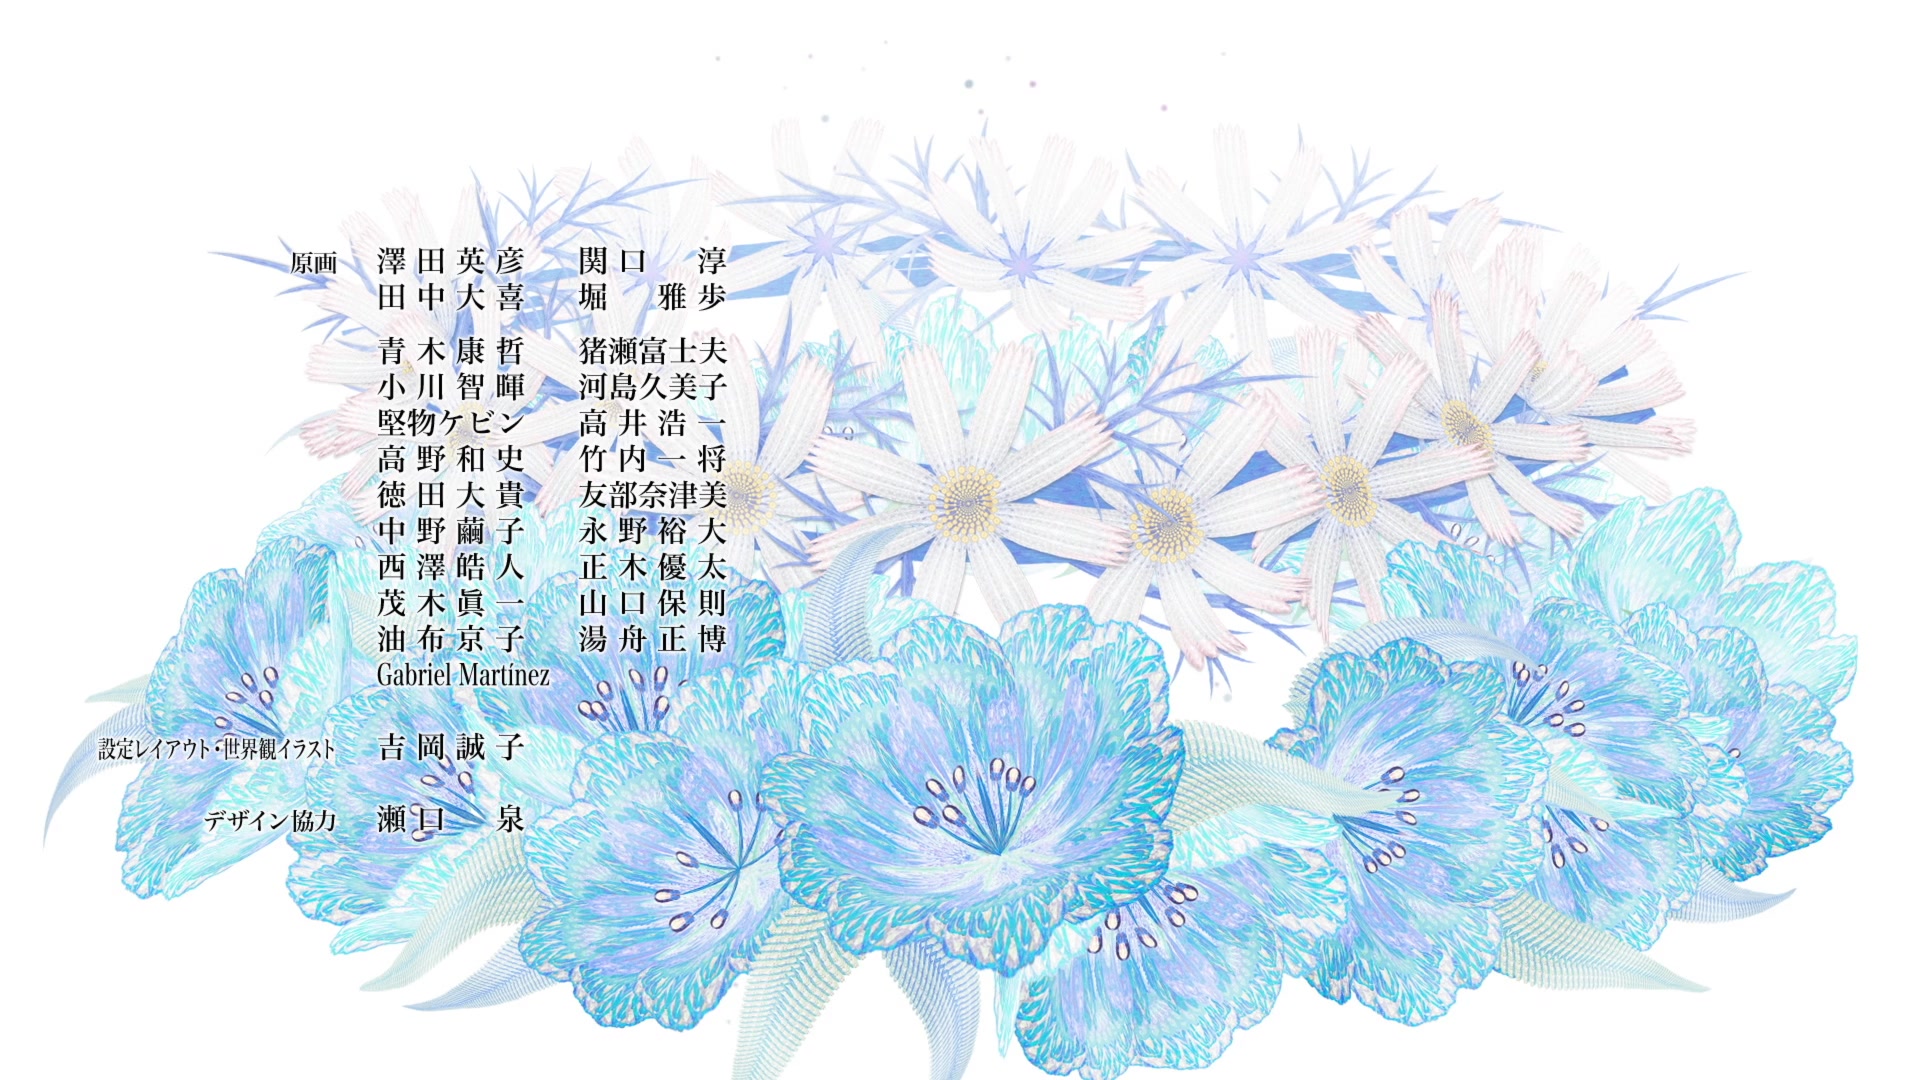 原画 澤田英彦 関口 淳
田中大喜 堀 雅歩
青木康哲 猪瀬富士夫
小川智暉 河島久美子
堅物ケビン 高井浩一
高野和史 竹内一将
徳田大貴 友部奈津美
中野繭子 永野裕大
西澤皓人 正木優太
茂木眞一 山口保則
油布京子 湯舟正博
Gabriel Martínez
設定レイアウト・世界観イラスト 吉岡誠子
デザイン協力 瀬口 泉